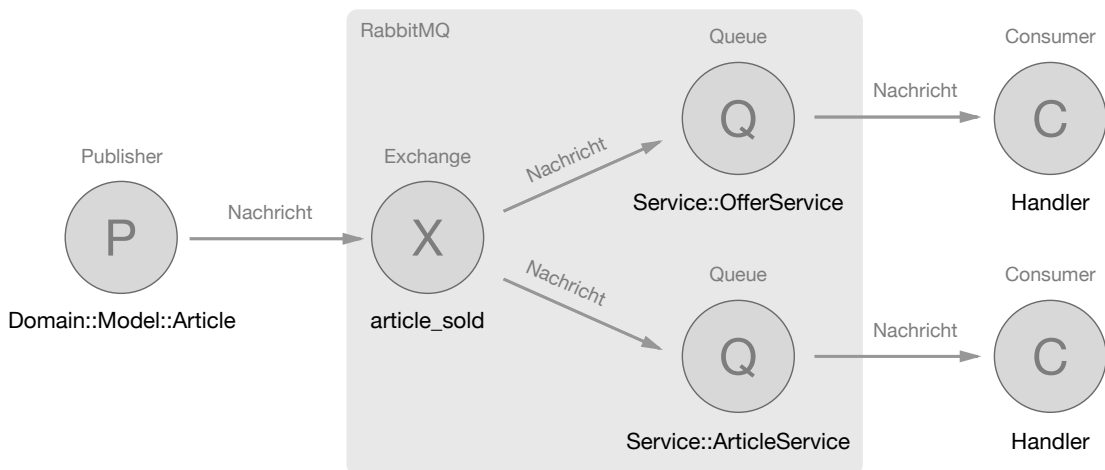 RabbitMQ
Publisher
P
Domain::Model::Article
Nachricht
Exchange
X
article_sold
Nachricht
Queue
Q
Service::OfferService
Nachricht
Consumer
C
Handler
Nachricht
Queue
Q
Service::ArticleService
Nachricht
Consumer
C
Handler